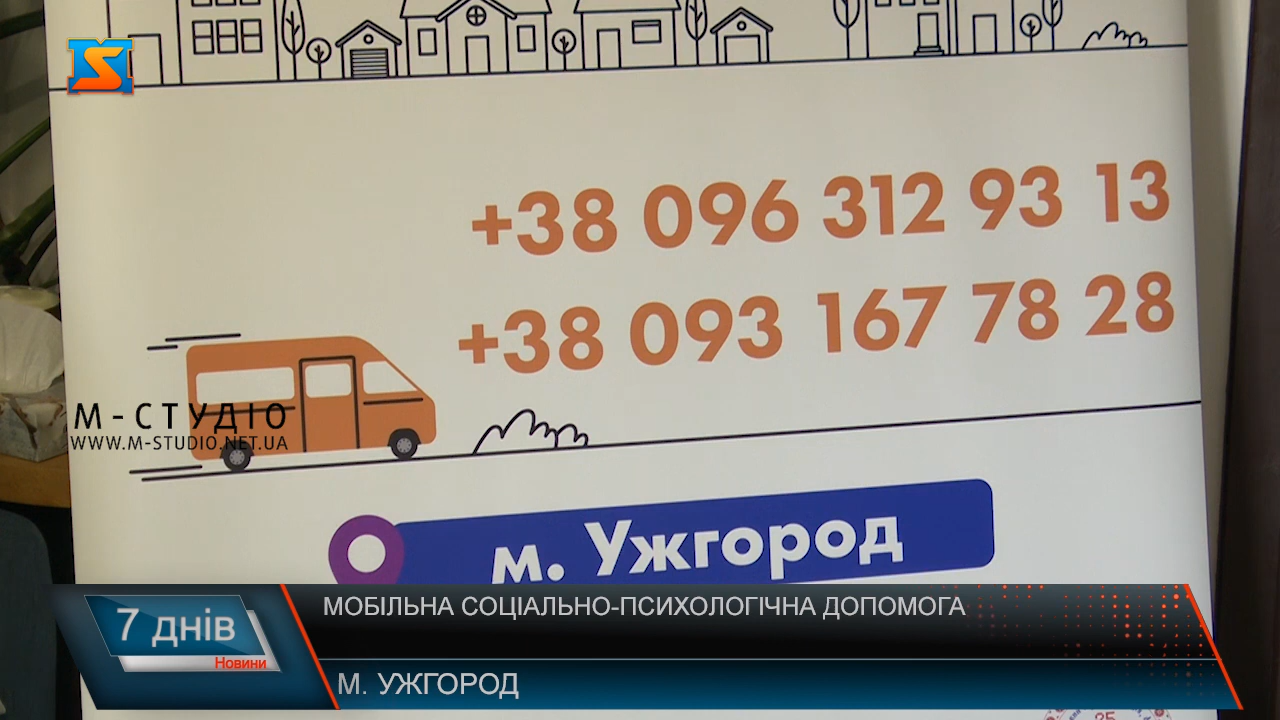 +38 096 312 93 13
+38 093 167 78 28
М-СТУДІО
WWW.M-STUDIO.NET.UA
м. Ужгород
7 днів
Новини
МОБІЛЬНА СОЦІАЛЬНО-ПСИХОЛОГІЧНА ДОПОМОГА
М. УЖГОРОД
25